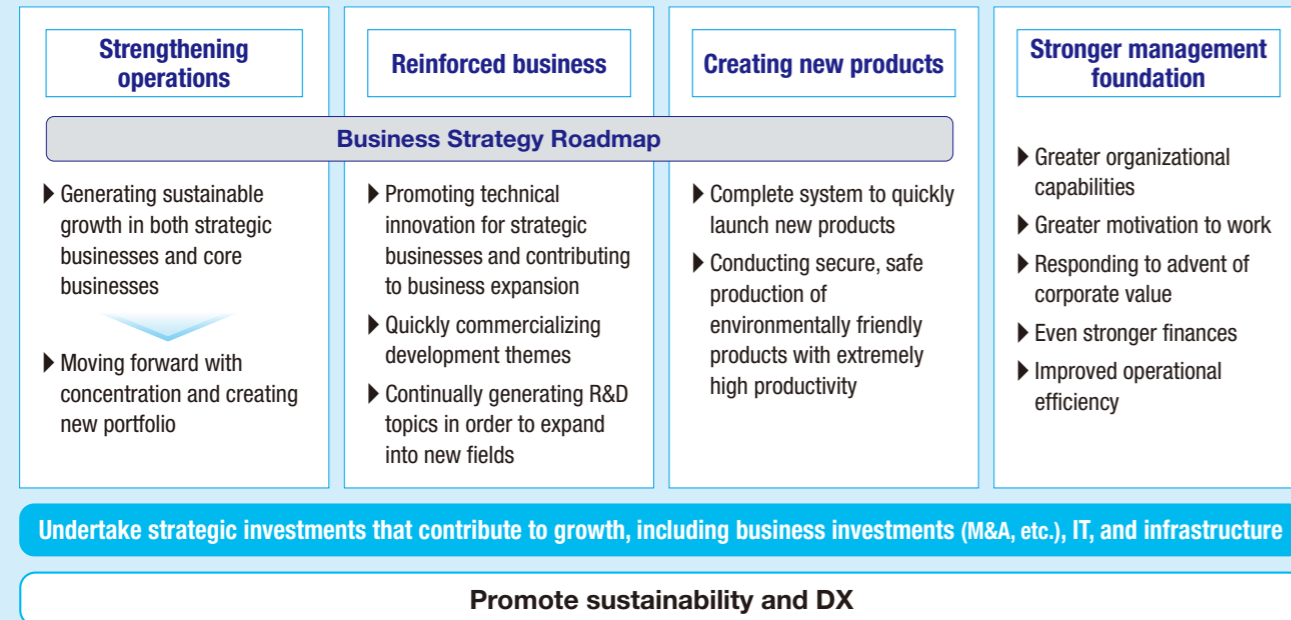 Strengthening
operations
Reinforced business
Creating new products
Stronger management
foundation
Business Strategy Roadmap
Generating sustainable
growth in both strategic
businesses and core
businesses
Moving forward with
concentration and creating
new portfolio
Promoting technical
innovation for strategic
businesses and contributing
to business expansion
Quickly commercializing
development themes
Continually generating R&D
topics in order to expand
into new fields
Complete system to quickly
launch new products
Conducting secure, safe
production of
environmentally friendly
products with extremely
high productivity
Greater organizational
capabilities
Greater motivation to work
Responding to advent of
corporate value
Even stronger finances
Improved operational
efficiency
Undertake strategic investments that contribute to growth, including business investments (M&A, etc.), IT, and infrastructure
Promote sustainability and DX